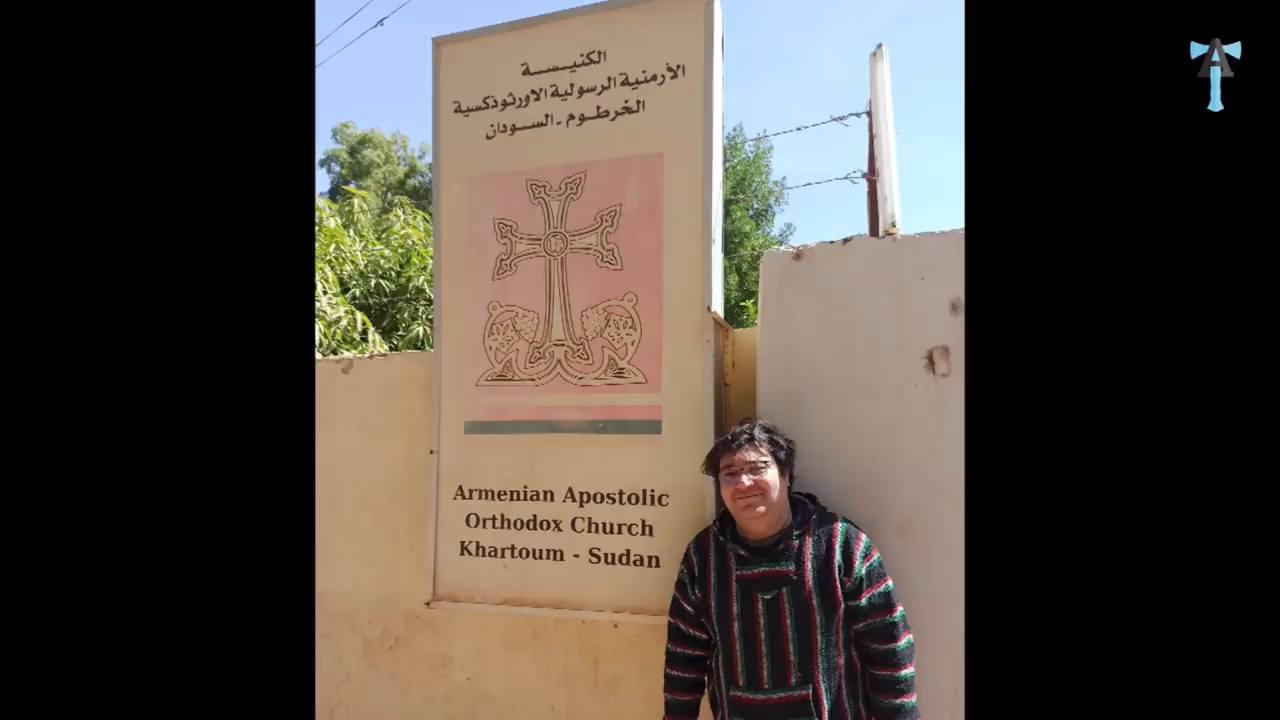 الكنيسة
الأرمنية الرسولية الاورثوذكسية
الخرطوم - السودان
Armenian Apostolic
Orthodox Church
Khartoum - Sudan